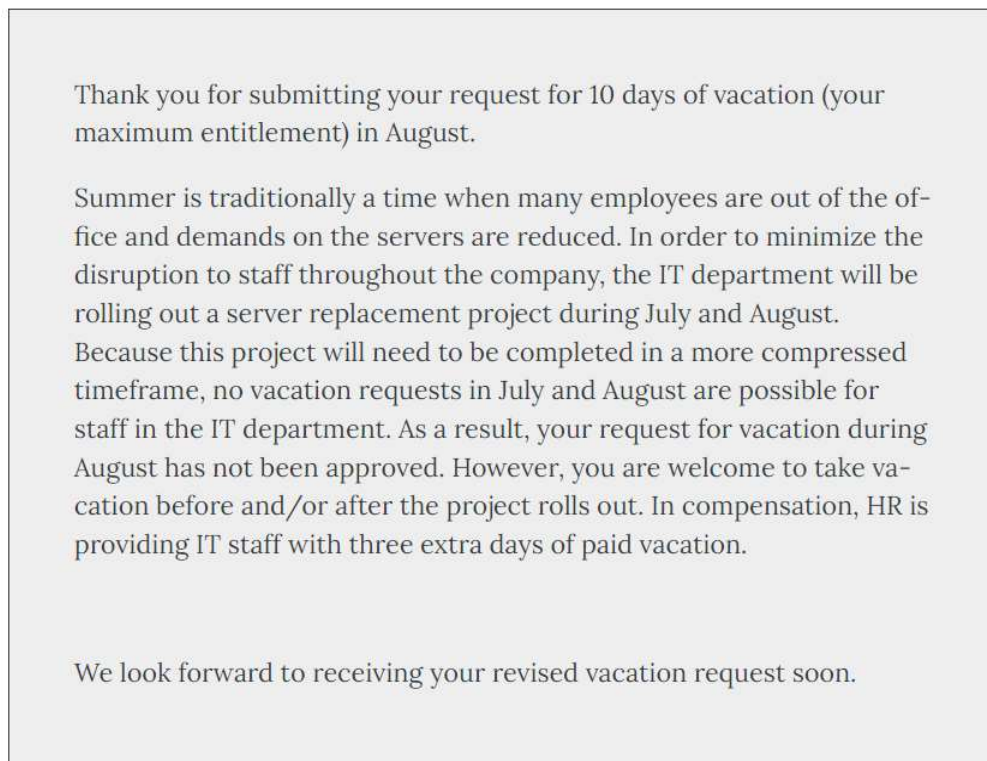 Thank you for submitting your request for 10 days of vacation (your
maximum entitlement) in August.
Summer is traditionally a time when many employees are out of the of-
fice and demands on the servers are reduced. In order to minimize the
disruption to staff throughout the company, the IT department will be
rolling out a server replacement project during July and August.
Because this project will need to be completed in a more compressed
timeframe, no vacation requests in July and August are possible for
staff in the IT department. As a result, your request for vacation during
August has not been approved. However, you are welcome to take va-
cation before and/or after the project rolls out. In compensation, HR is
providing IT staff with three extra days of paid vacation.
We look forward to receiving your revised vacation request soon.